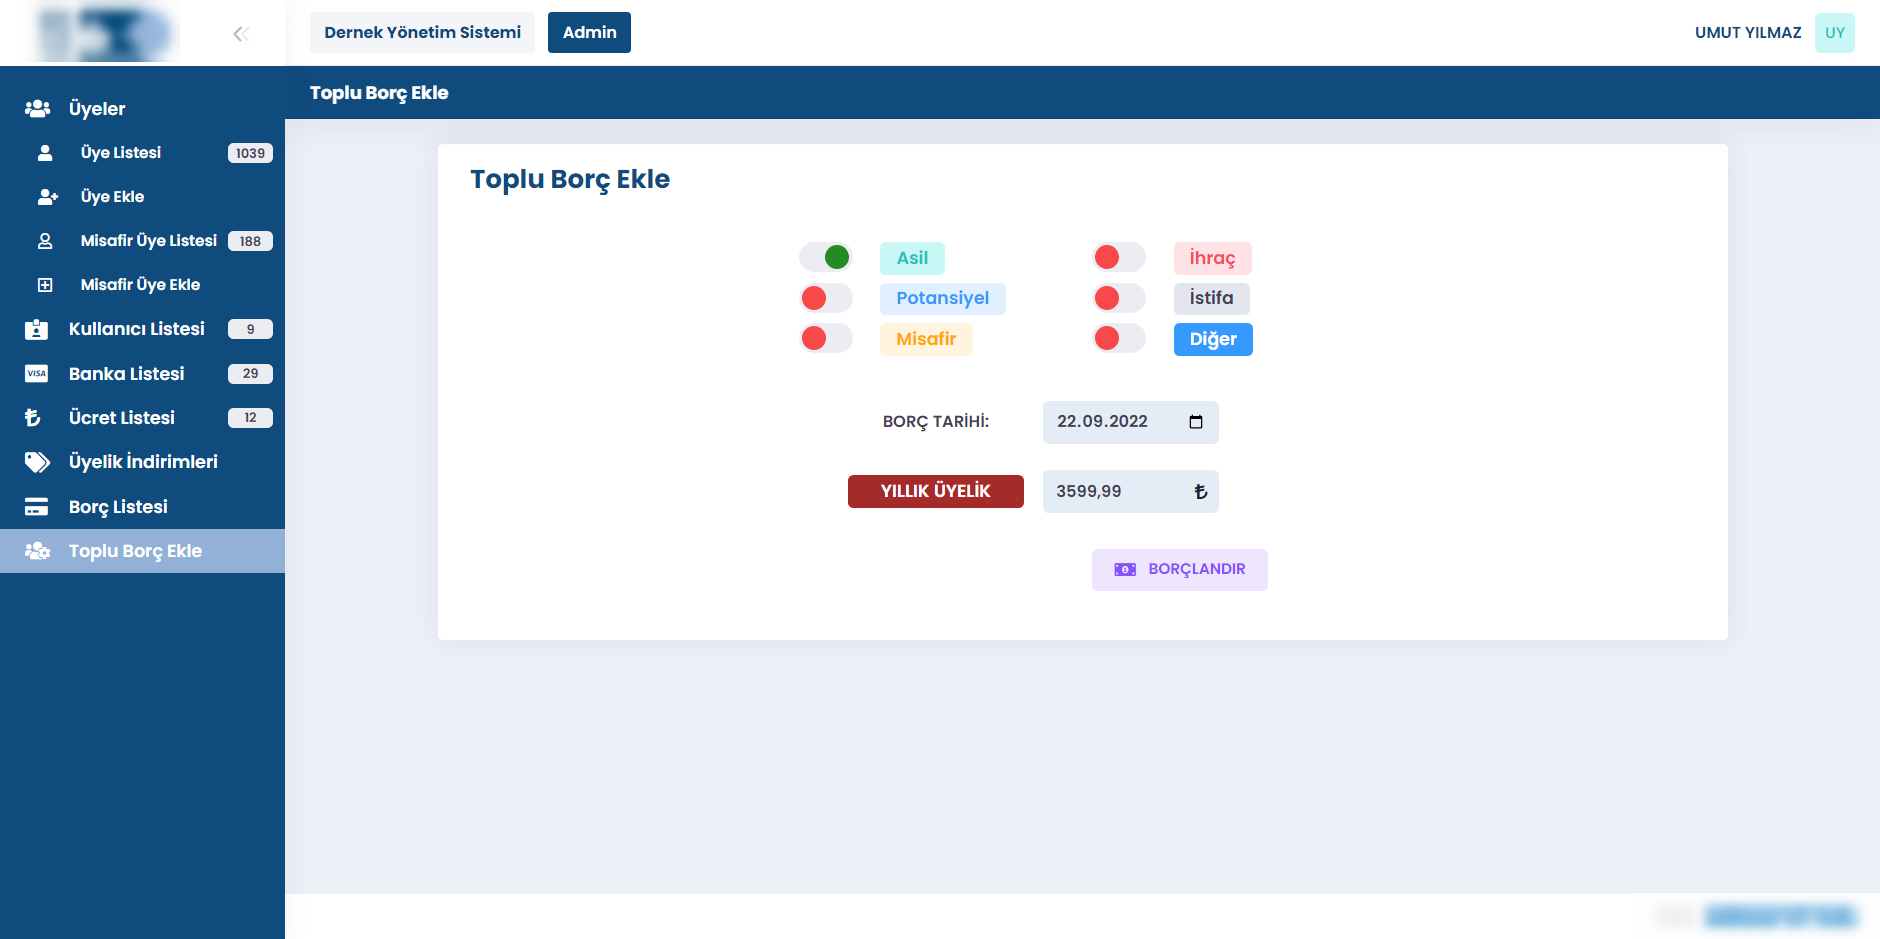 Dernek Yönetim Sistemi Admin
UMUT YILMAZ UY
Üyeler
Üye Listesi 1039
Üye Ekle
Misafir Üye Listesi 188
Misafir Üye Ekle
Kullanıcı Listesi 9
VISA Banka Listesi 29
Ücret Listesi 12
Üyelik İndirimleri
Borç Listesi
Toplu Borç Ekle
Toplu Borç Ekle
Toplu Borç Ekle
Asil İhraç
Potansiyel İstifa
Misafir Diğer
BORÇ TARİHİ: 22.09.2022
YILLIK ÜYELİK 3599,99 ₺
BORÇLANDIR